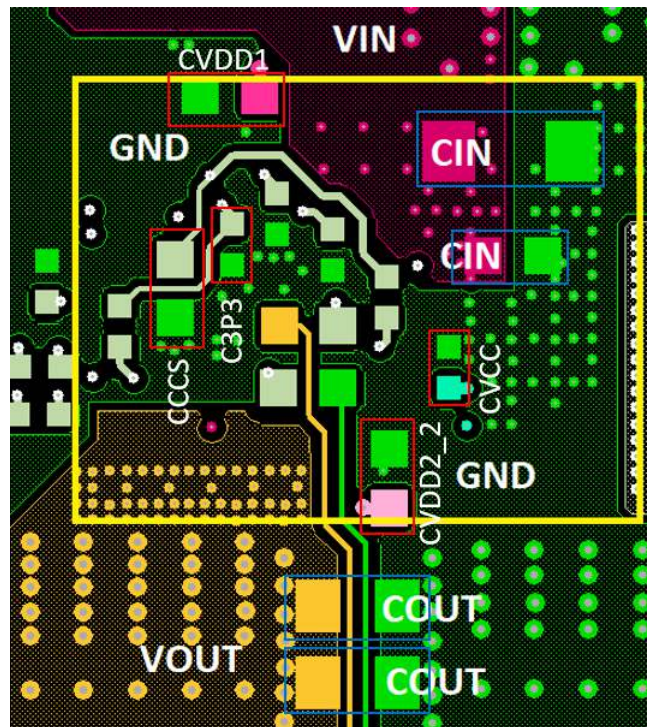 VIN
CVDD1
GND
CIN
CIN
C3P3
CCCS
CVCC
CVDD2_2
GND
COUT
VOUT
COUT